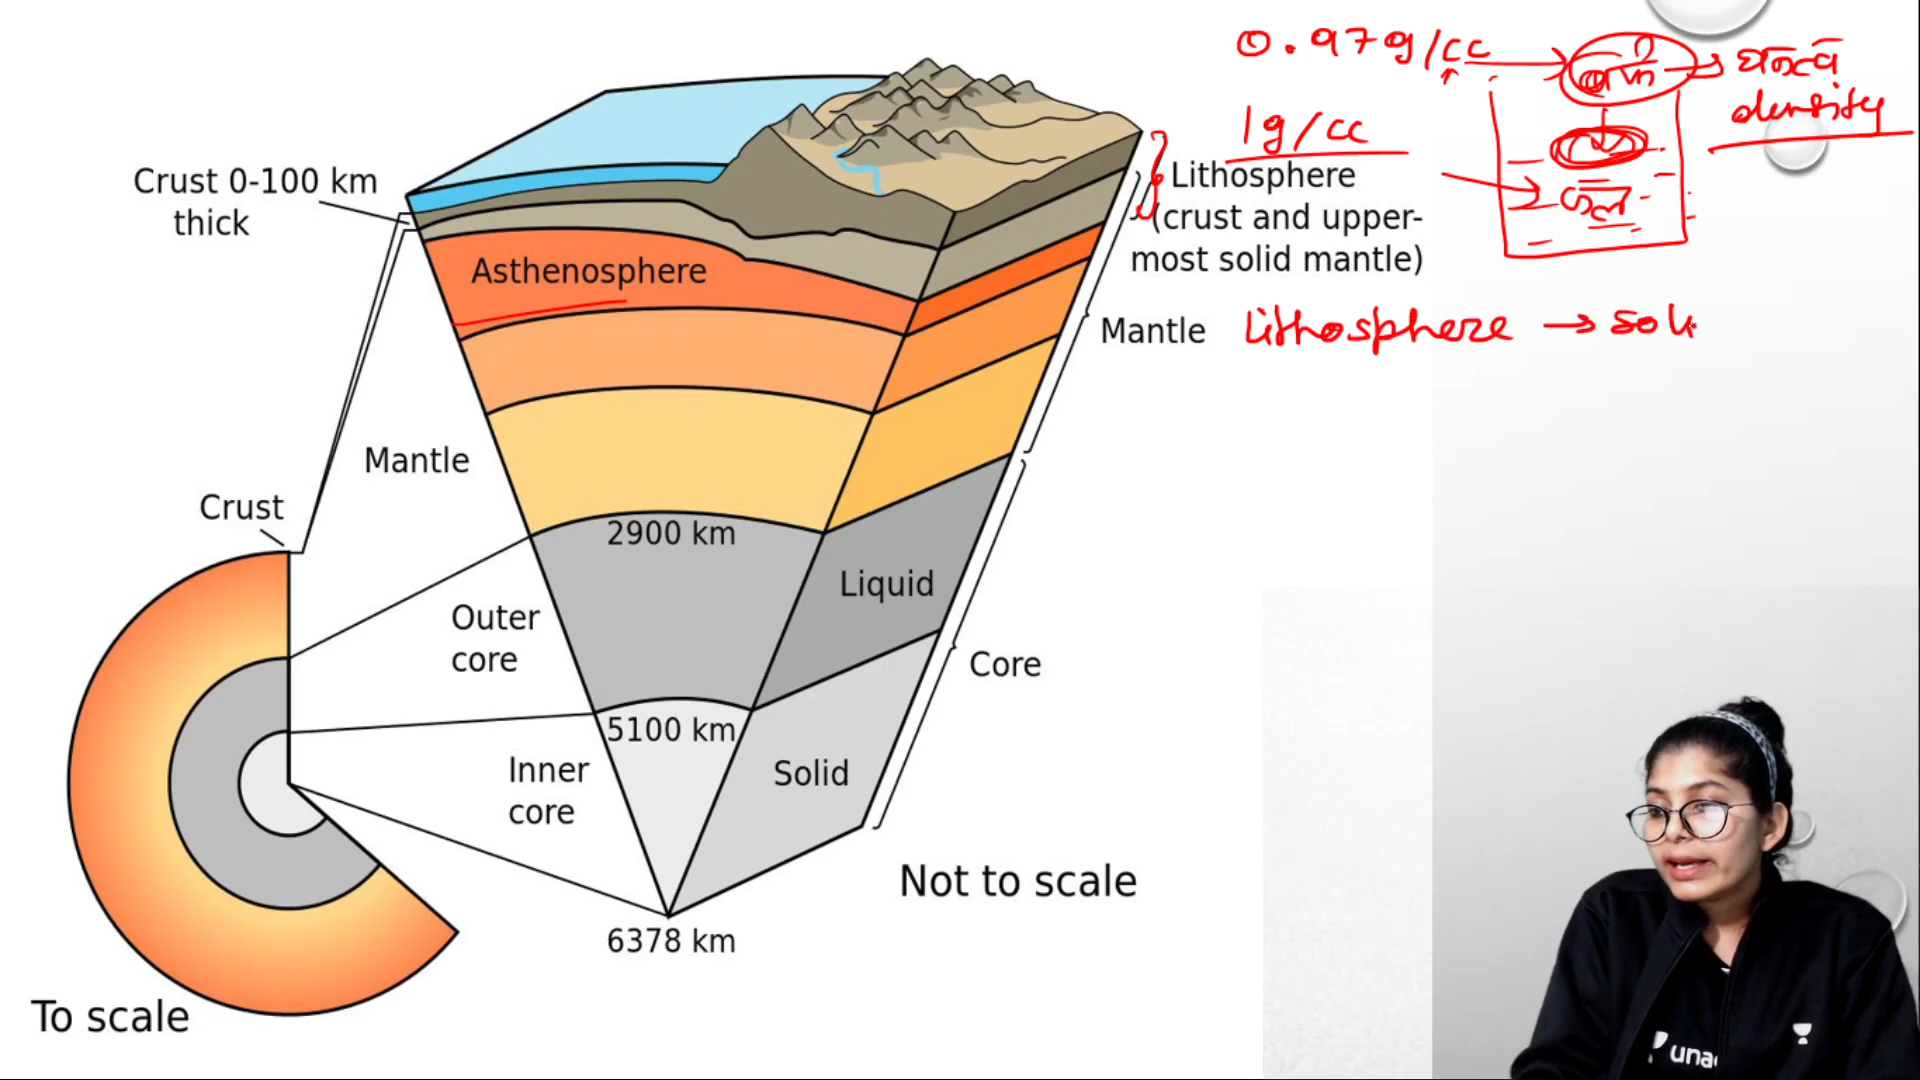 0.97g/cc
घनत्व
density
1g/cc
जल
Crust 0-100 km
thick
Lithosphere
(crust and upper-
most solid mantle)
Asthenosphere
Mantle
Lithosphere → soli
Mantle
Crust
2900 km
Liquid
Outer
core
Core
5100 km
Inner
core
Solid
Not to scale
6378 km
To scale
una